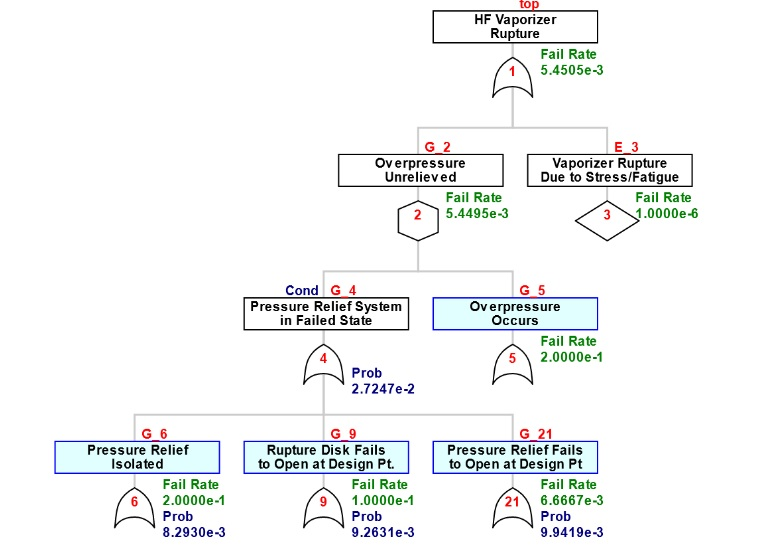 top
HF Vaporizer
Rupture
Fail Rate
5.4505e-3
1
G_2
Overpressure
Unrelieved
Fail Rate
5.4495e-3
2
E_3
Vaporizer Rupture
Due to Stress/Fatigue
Fail Rate
1.0000e-6
3
Cond G_4
Pressure Relief System
in Failed State
4
Prob
2.7247e-2
G_5
Overpressure
Occurs
Fail Rate
2.0000e-1
5
G_6
Pressure Relief
Isolated
Fail Rate
2.0000e-1
Prob
8.2930e-3
6
G_9
Rupture Disk Fails
to Open at Design Pt.
Fail Rate
1.0000e-1
Prob
9.2631e-3
9
G_21
Pressure Relief Fails
to Open at Design Pt
Fail Rate
6.6667e-3
Prob
9.9419e-3
21